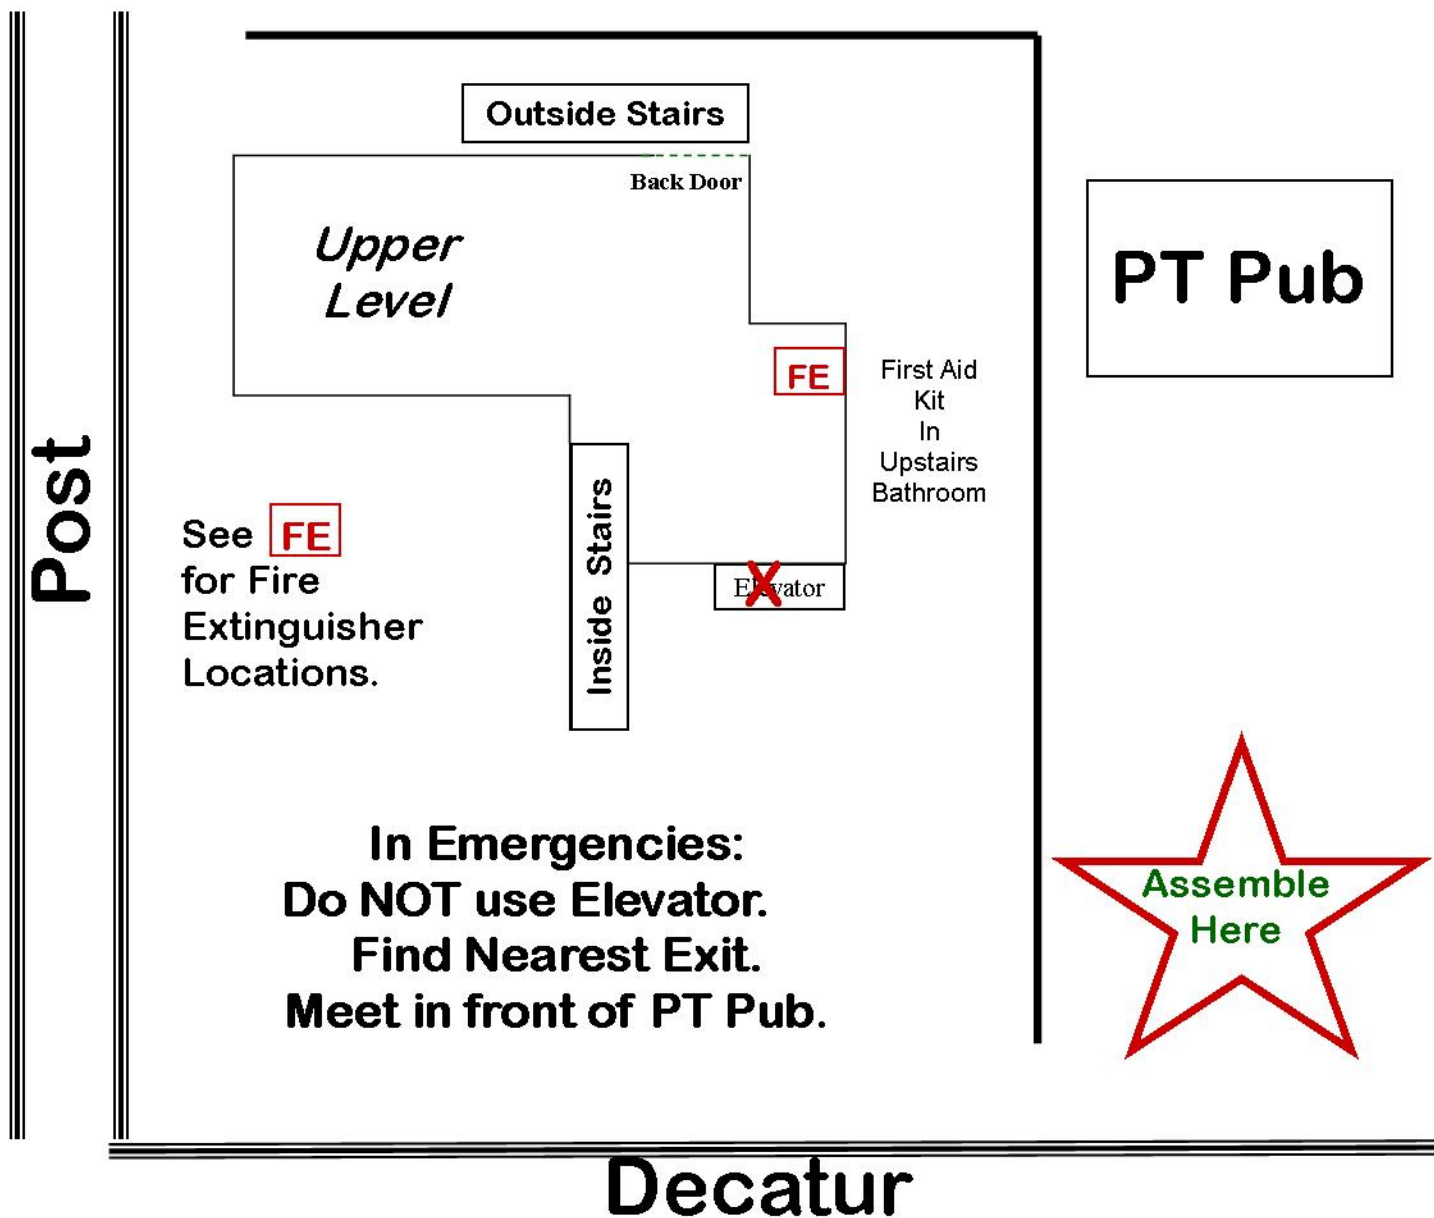 Outside Stairs
Back Door
Upper
Level
PT Pub
FE
First Aid
Kit
In
Upstairs
Bathroom
Post
See FE
for Fire
Extinguisher
Locations.
Inside Stairs
Elevator
In Emergencies:
Do NOT use Elevator.
Find Nearest Exit.
Meet in front of PT Pub.
Assemble
Here
Decatur